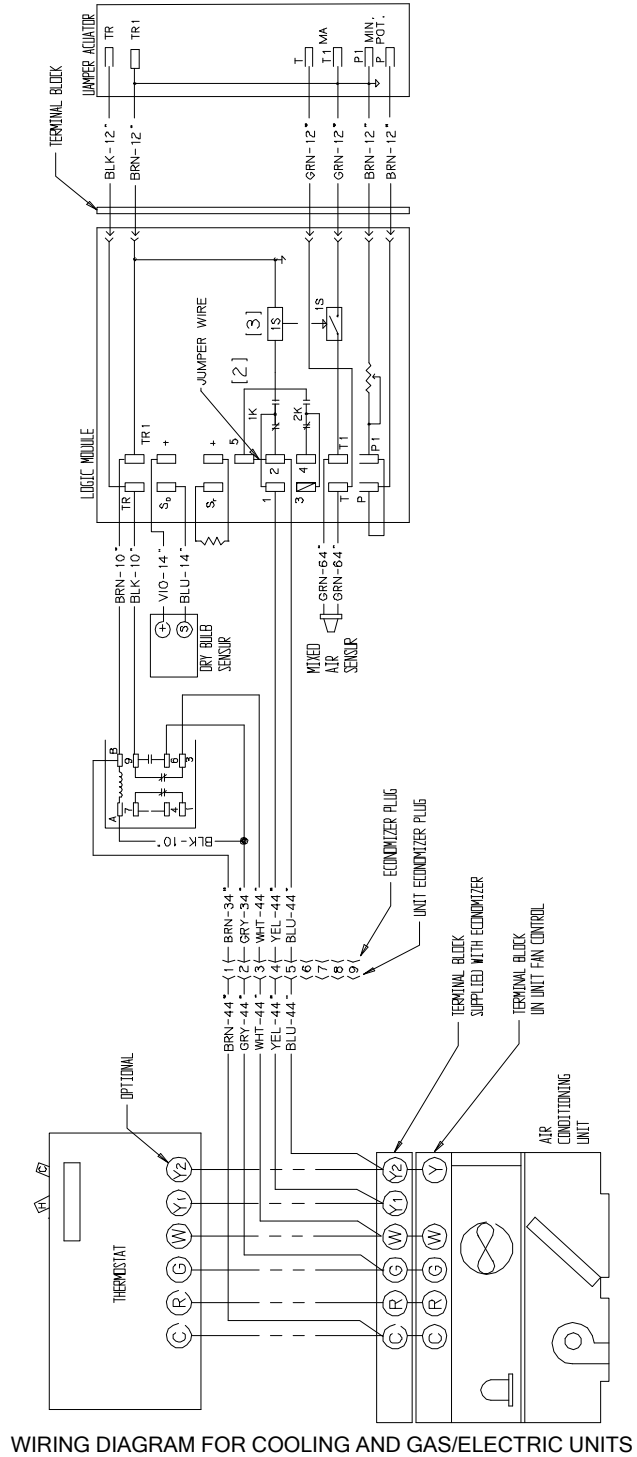 DAMPER ACUATOR
TR
TR1
T
T1
MA
P1
P
MIN.
POT.
TERMINAL BLOCK
BLK-12"
BRN-12"
GRN-12"
GRN-12"
BRN-12"
BRN-12"
LOGIC MODULE
JUMPER WIRE
[3]
1S
1S
[2]
1K
2K
TR
TR1
SD
+
SR
+
5
1
2
3
4
T
T1
P
P1
BRN-10"
BLK-10"
VIO-14"
BLU-14"
GRN-64"
GRN-64"
+
S
DRY BULB
SENSOR
MIXED
AIR
SENSOR
A
B
7
9
4
6
1
3
BLK-10"
BRN-44" 1 BRN-34"
GRY-44" 2 GRY-34"
WHT-44" 3 WHT-44"
YEL-44" 4 YEL-44"
BLU-44" 5 BLU-44"
6
7
8
9
ECONOMIZER PLUG
UNIT ECONOMIZER PLUG
OPTIONAL
THERMOSTAT
H
C
C R G W Y1 Y2
C R G W Y1 Y2
C R G W Y
TERMINAL BLOCK
SUPPLIED WITH ECONOMIZER
TERMINAL BLOCK
ON UNIT FAN CONTROL
AIR
CONDITIONING
UNIT
WIRING DIAGRAM FOR COOLING AND GAS/ELECTRIC UNITS